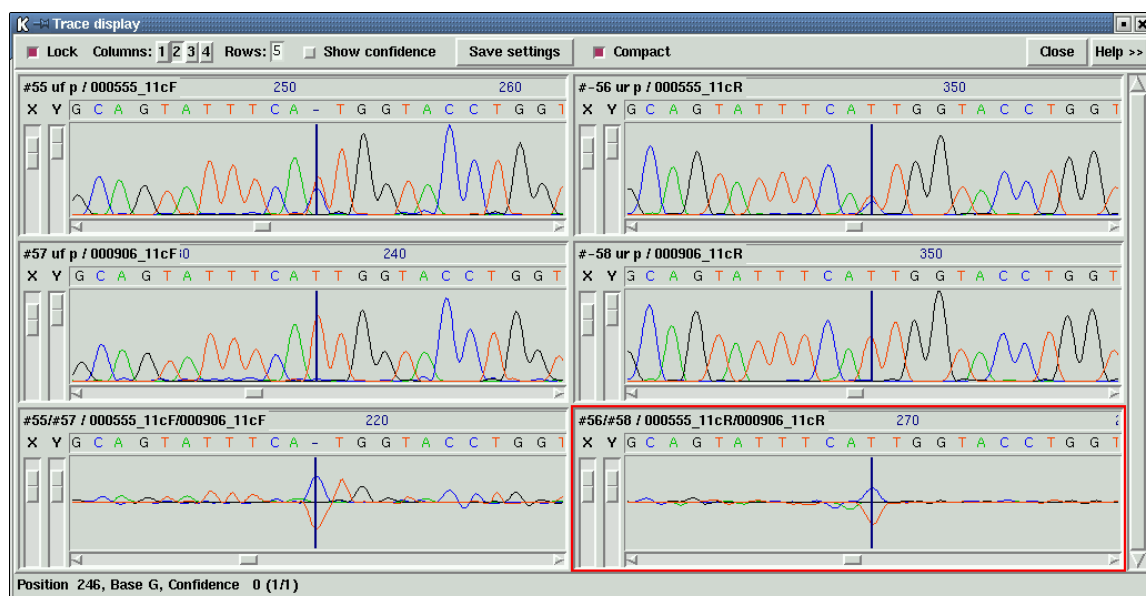 Trace display
Lock Columns: 1 2 3 4 Rows: 5 Show confidence Save settings Compact Close Help >>
#55 uf p / 000555_11cF 250 260
X Y G C A G T A T T T C A - T G G T A C C T G G T
#-56 ur p / 000555_11cR 350
X Y G C A G T A T T T C A T T G G T A C C T G G T
#57 uf p / 000906_11cF 240
X Y G C A G T A T T T C A T T G G T A C C T G G T
#-58 ur p / 000906_11cR 350
X Y G C A G T A T T T C A T T G G T A C C T G G T
#55/#57 / 000555_11cF/000906_11cF 220
X Y G C A G T A T T T C A - T G G T A C C T G G T
#56/#58 / 000555_11cR/000906_11cR 270
X Y G C A G T A T T T C A T T G G T A C C T G G T
Position 246, Base G, Confidence 0 (1/1)